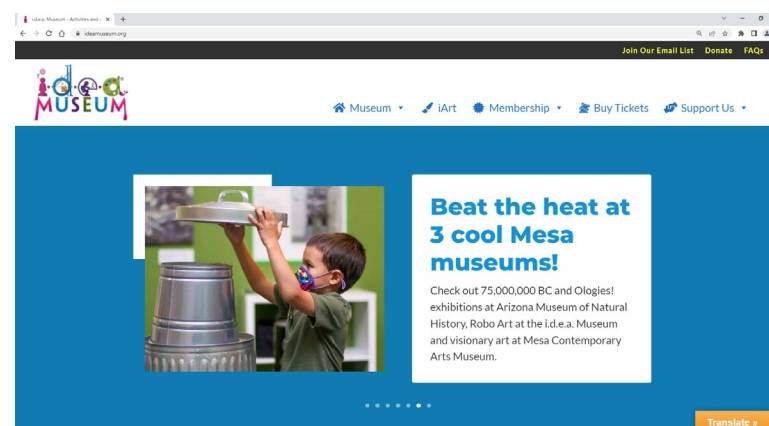 i.d.e.a. Museum - Activities and
ideamuseum.org
Join Our Email List Donate FAQs
i.d.e.a.
MUSEUM
Museum iArt Membership Buy Tickets Support Us
Beat the heat at
3 cool Mesa
museums!
Check out 75,000,000 BC and Ologies!
exhibitions at Arizona Museum of Natural
History, Robo Art at the i.d.e.a. Museum
and visionary art at Mesa Contemporary
Arts Museum.
Translate »